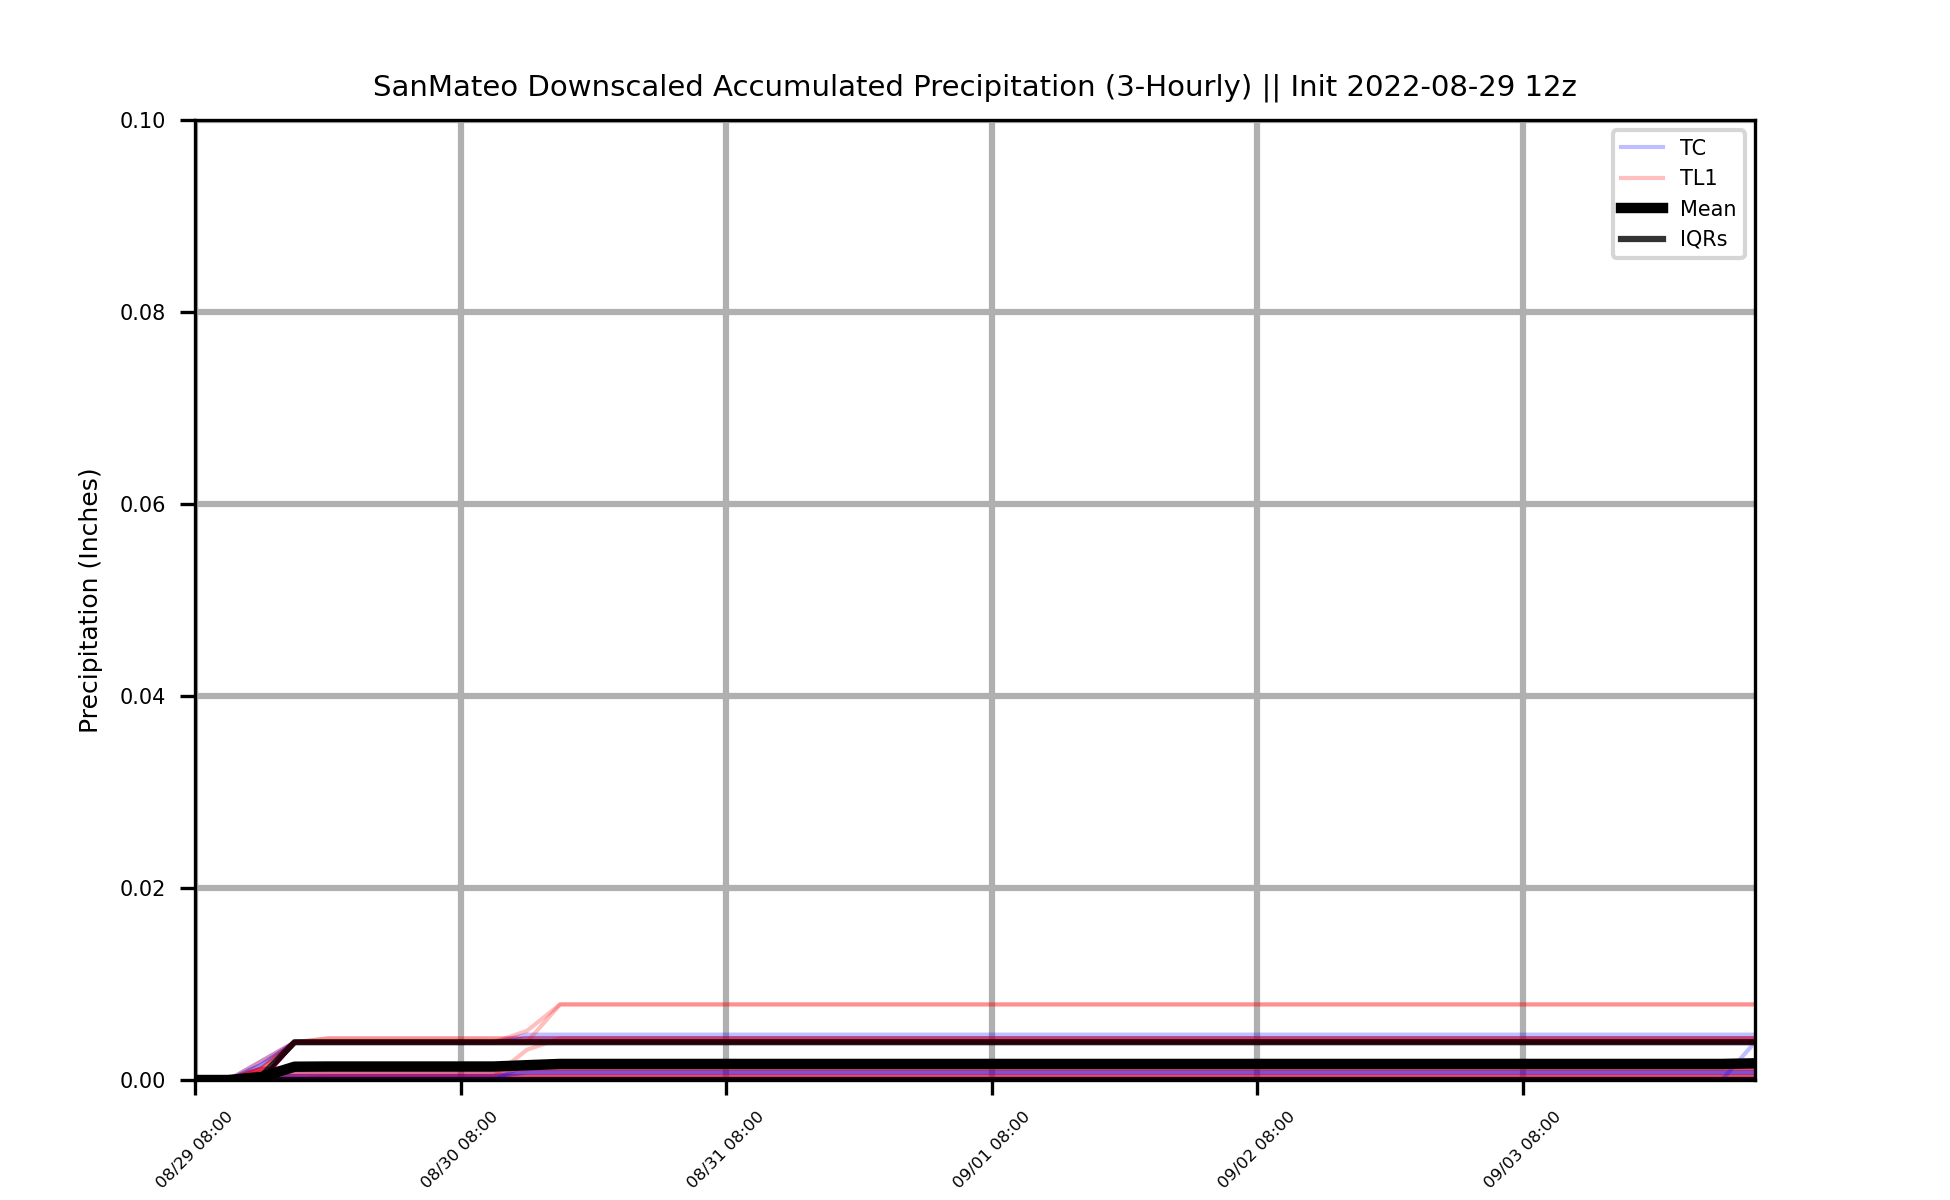 SanMateo Downscaled Accumulated Precipitation (3-Hourly) || Init 2022-08-29 12z
Precipitation (Inches)
0.10
0.08
0.06
0.04
0.02
0.00
TC
TL1
Mean
IQRs
08/29 08:00
08/30 08:00
08/31 08:00
09/01 08:00
09/02 08:00
09/03 08:00